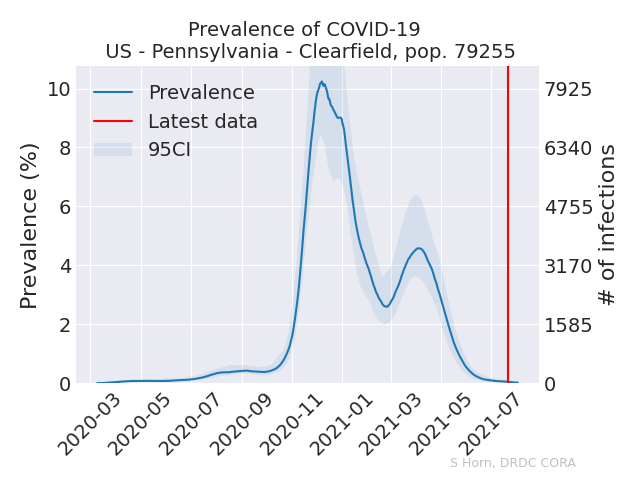 Prevalence of COVID-19
US - Pennsylvania - Clearfield, pop. 79255
Prevalence
Latest data
95CI
Prevalence (%)
10
8
6
4
2
0
7925
6340
4755
3170
1585
0
# of infections
2020-03
2020-05
2020-07
2020-09
2020-11
2021-01
2021-03
2021-05
2021-07
S Horn, DRDC CORA